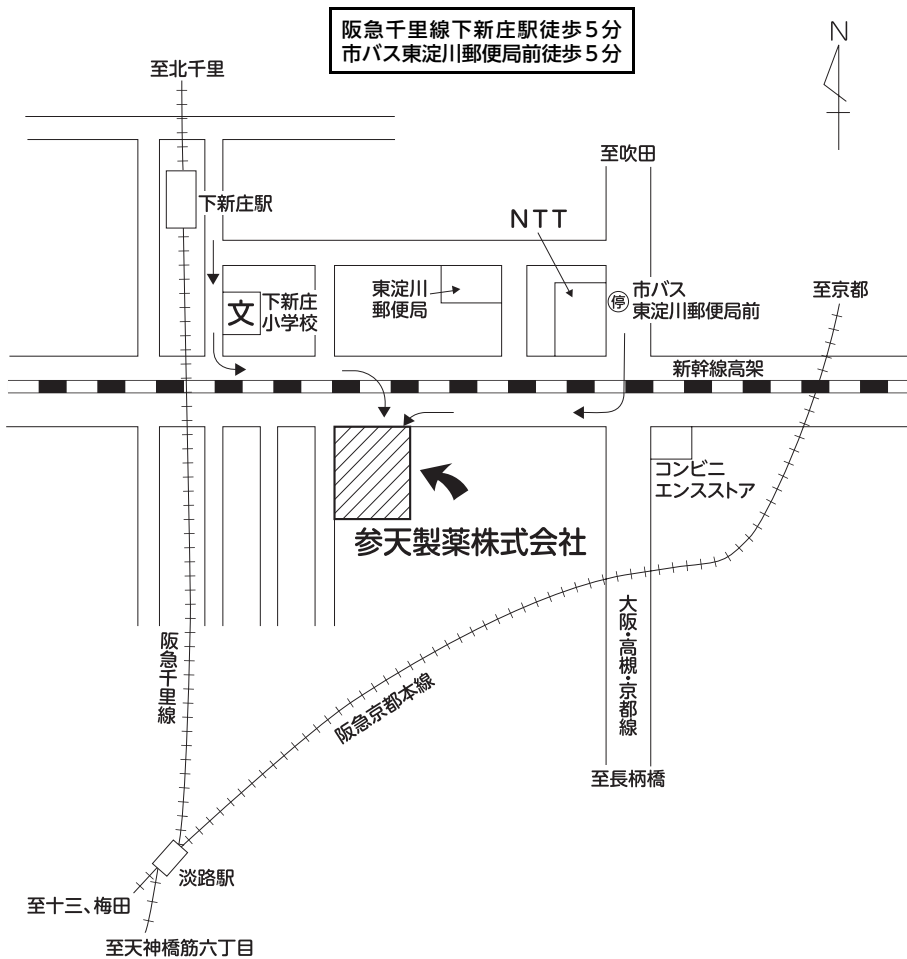 阪急千里線下新庄駅徒歩5分
市バス東淀川郵便局前徒歩5分
N
至北千里
至吹田
下新庄駅
NTT
文
下新庄
小学校
東淀川
郵便局
停
市バス
東淀川郵便局前
至京都
新幹線高架
コンビニ
エンスストア
参天製薬株式会社
大阪・高槻・京都線
阪急千里線
阪急京都本線
至長柄橋
淡路駅
至十三、梅田
至天神橋筋六丁目